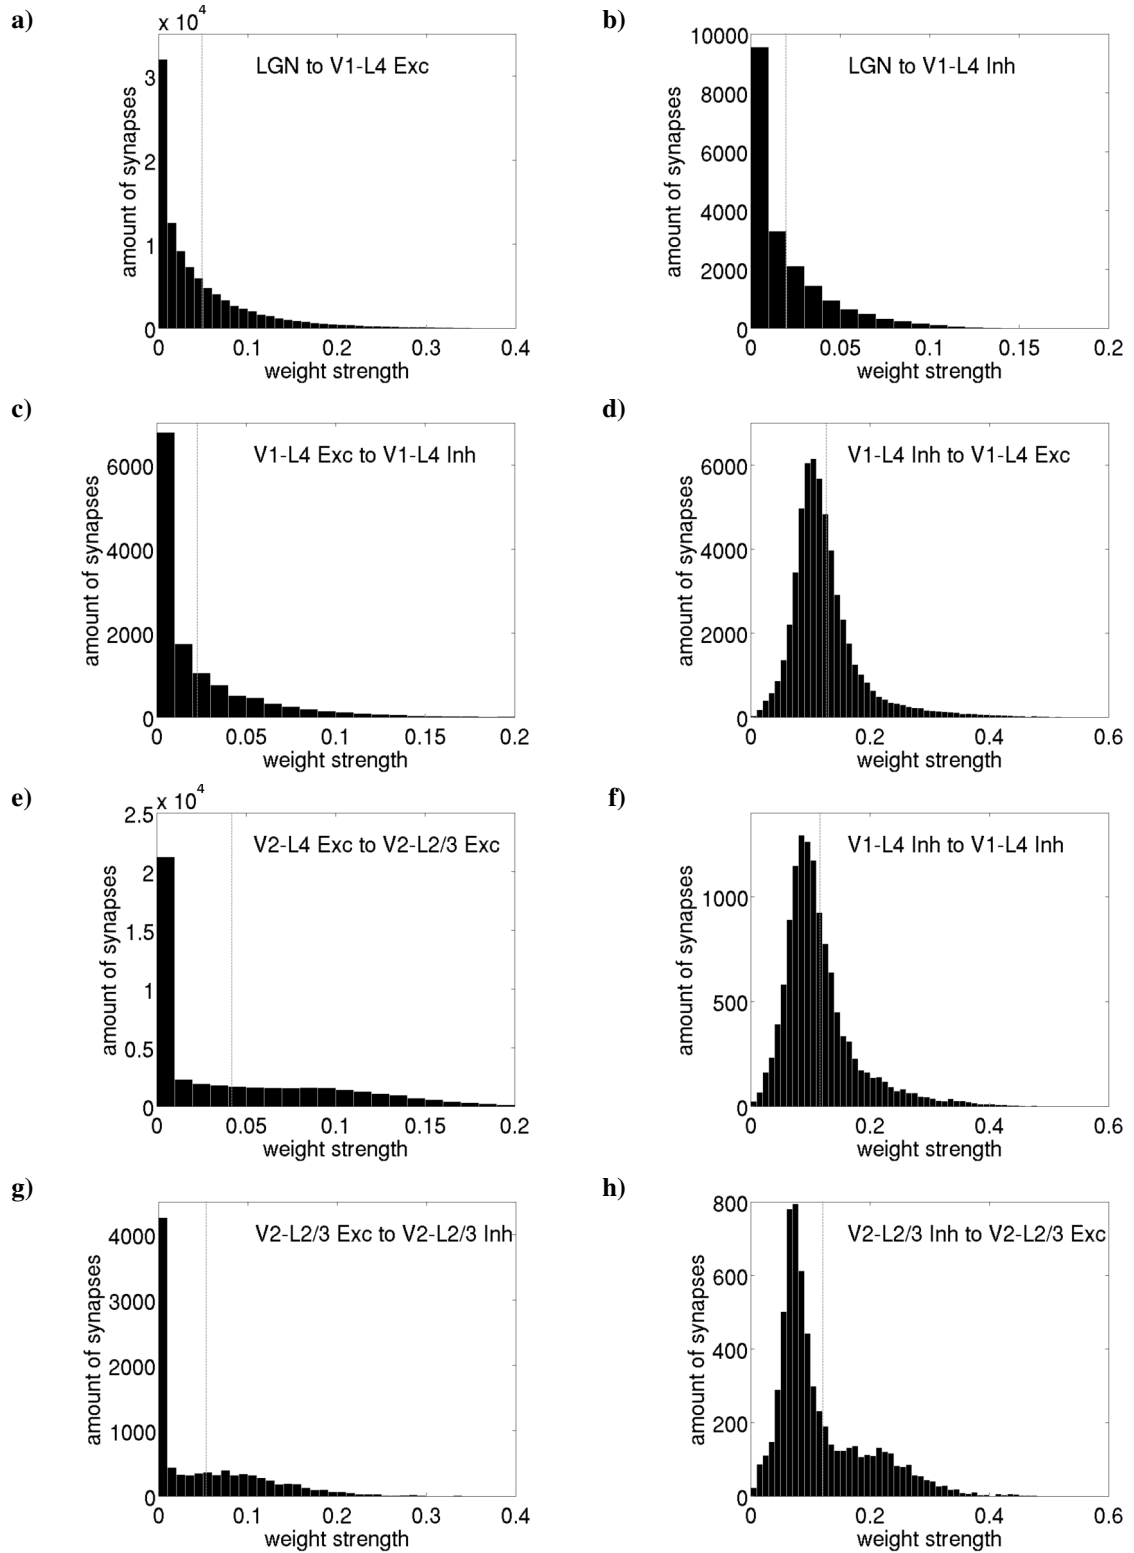 a)
x 10^4
LGN to V1-L4 Exc
amount of synapses
3
2
1
0
0 0.1 0.2 0.3 0.4
weight strength
b)
LGN to V1-L4 Inh
amount of synapses
10000
8000
6000
4000
2000
0
0 0.05 0.1 0.15 0.2
weight strength
c)
V1-L4 Exc to V1-L4 Inh
amount of synapses
6000
4000
2000
0
0 0.05 0.1 0.15 0.2
weight strength
d)
V1-L4 Inh to V1-L4 Exc
amount of synapses
6000
4000
2000
0
0 0.2 0.4 0.6
weight strength
e)
x 10^4
V2-L4 Exc to V2-L2/3 Exc
amount of synapses
2.5
2
1.5
1
0.5
0
0 0.05 0.1 0.15 0.2
weight strength
f)
V1-L4 Inh to V1-L4 Inh
amount of synapses
1000
500
0
0 0.2 0.4 0.6
weight strength
g)
V2-L2/3 Exc to V2-L2/3 Inh
amount of synapses
4000
3000
2000
1000
0
0 0.1 0.2 0.3 0.4
weight strength
h)
V2-L2/3 Inh to V2-L2/3 Exc
amount of synapses
800
600
400
200
0
0 0.2 0.4 0.6
weight strength